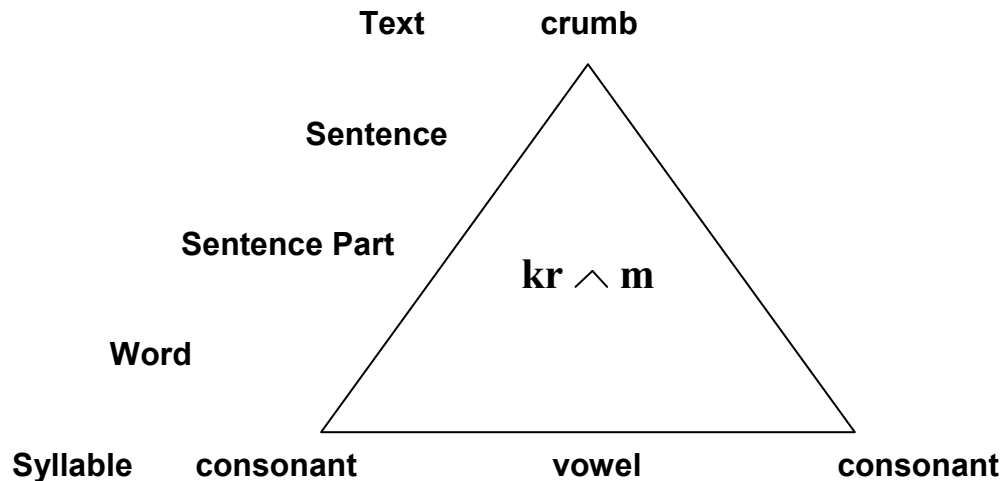 Text crumb
Sentence
Sentence Part
kr ^ m
Word
Syllable consonant vowel consonant